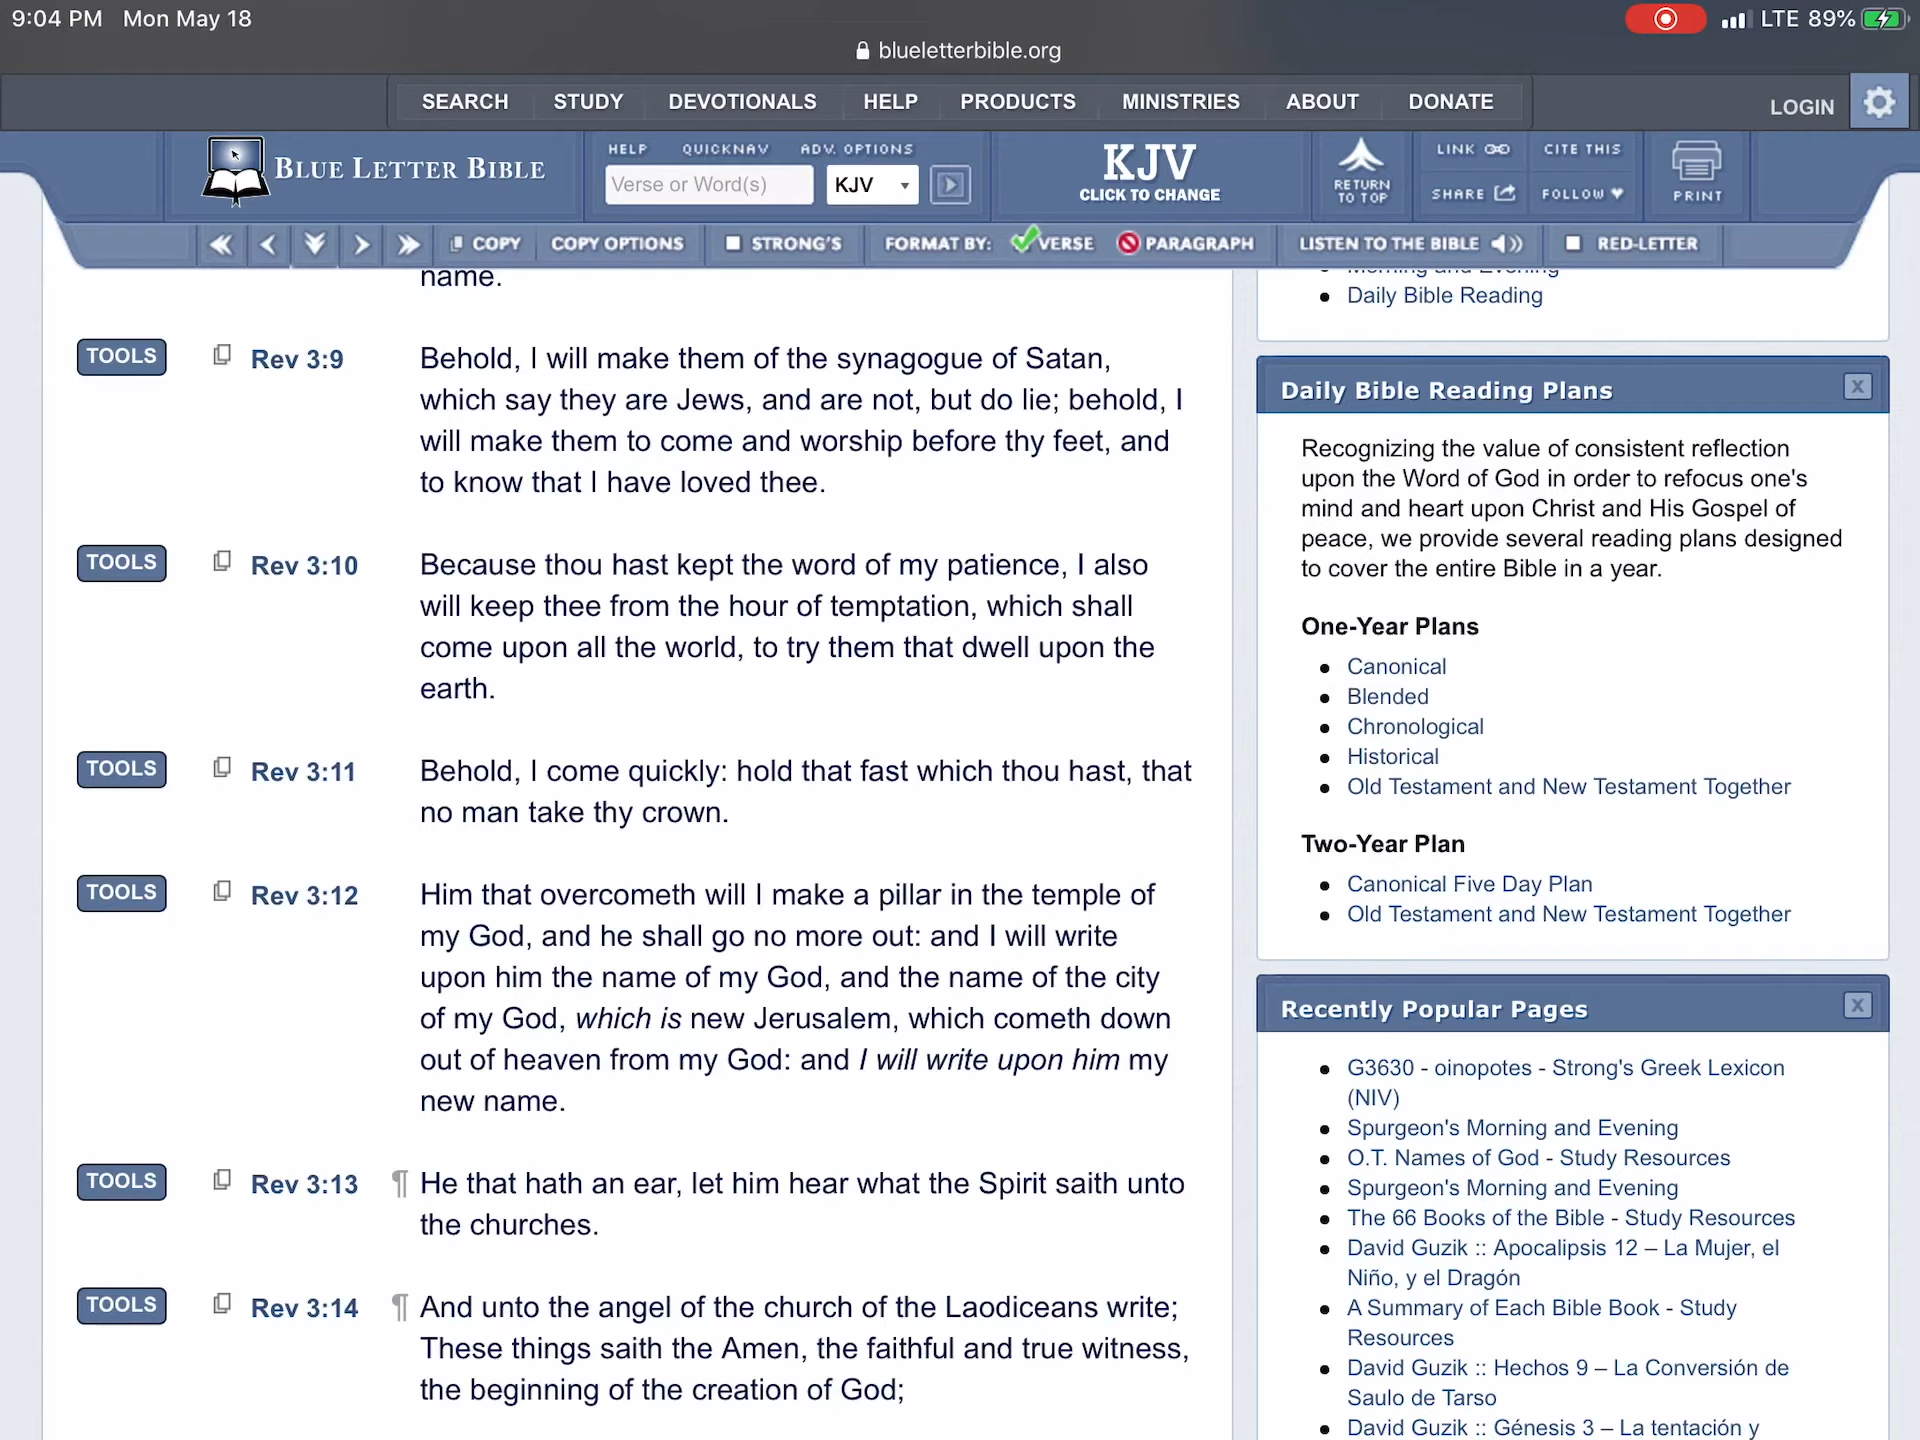 9:04 PM Mon May 18
LTE 89%
blueletterbible.org
SEARCH STUDY DEVOTIONALS HELP PRODUCTS MINISTRIES ABOUT DONATE
LOGIN
BLUE LETTER BIBLE
HELP QUICKNAV ADV. OPTIONS
Verse or Word(s)
KJV
KJV
CLICK TO CHANGE
RETURN
TO TOP
LINK
CITE THIS
SHARE
FOLLOW
PRINT
COPY COPY OPTIONS STRONG'S FORMAT BY: VERSE PARAGRAPH LISTEN TO THE BIBLE RED-LETTER
name.
TOOLS Rev 3:9 Behold, I will make them of the synagogue of Satan,
which say they are Jews, and are not, but do lie; behold, I
will make them to come and worship before thy feet, and
to know that I have loved thee.
TOOLS Rev 3:10 Because thou hast kept the word of my patience, I also
will keep thee from the hour of temptation, which shall
come upon all the world, to try them that dwell upon the
earth.
TOOLS Rev 3:11 Behold, I come quickly: hold that fast which thou hast, that
no man take thy crown.
TOOLS Rev 3:12 Him that overcometh will I make a pillar in the temple of
my God, and he shall go no more out: and I will write
upon him the name of my God, and the name of the city
of my God, which is new Jerusalem, which cometh down
out of heaven from my God: and I will write upon him my
new name.
TOOLS Rev 3:13 ¶ He that hath an ear, let him hear what the Spirit saith unto
the churches.
TOOLS Rev 3:14 ¶ And unto the angel of the church of the Laodiceans write;
These things saith the Amen, the faithful and true witness,
the beginning of the creation of God;
Morning and Evening
Daily Bible Reading
Daily Bible Reading Plans X
Recognizing the value of consistent reflection
upon the Word of God in order to refocus one's
mind and heart upon Christ and His Gospel of
peace, we provide several reading plans designed
to cover the entire Bible in a year.
One-Year Plans
Canonical
Blended
Chronological
Historical
Old Testament and New Testament Together
Two-Year Plan
Canonical Five Day Plan
Old Testament and New Testament Together
Recently Popular Pages X
G3630 - oinopotes - Strong's Greek Lexicon
(NIV)
Spurgeon's Morning and Evening
O.T. Names of God - Study Resources
Spurgeon's Morning and Evening
The 66 Books of the Bible - Study Resources
David Guzik :: Apocalipsis 12 – La Mujer, el
Niño, y el Dragón
A Summary of Each Bible Book - Study
Resources
David Guzik :: Hechos 9 – La Conversión de
Saulo de Tarso
David Guzik :: Génesis 3 – La tentación y